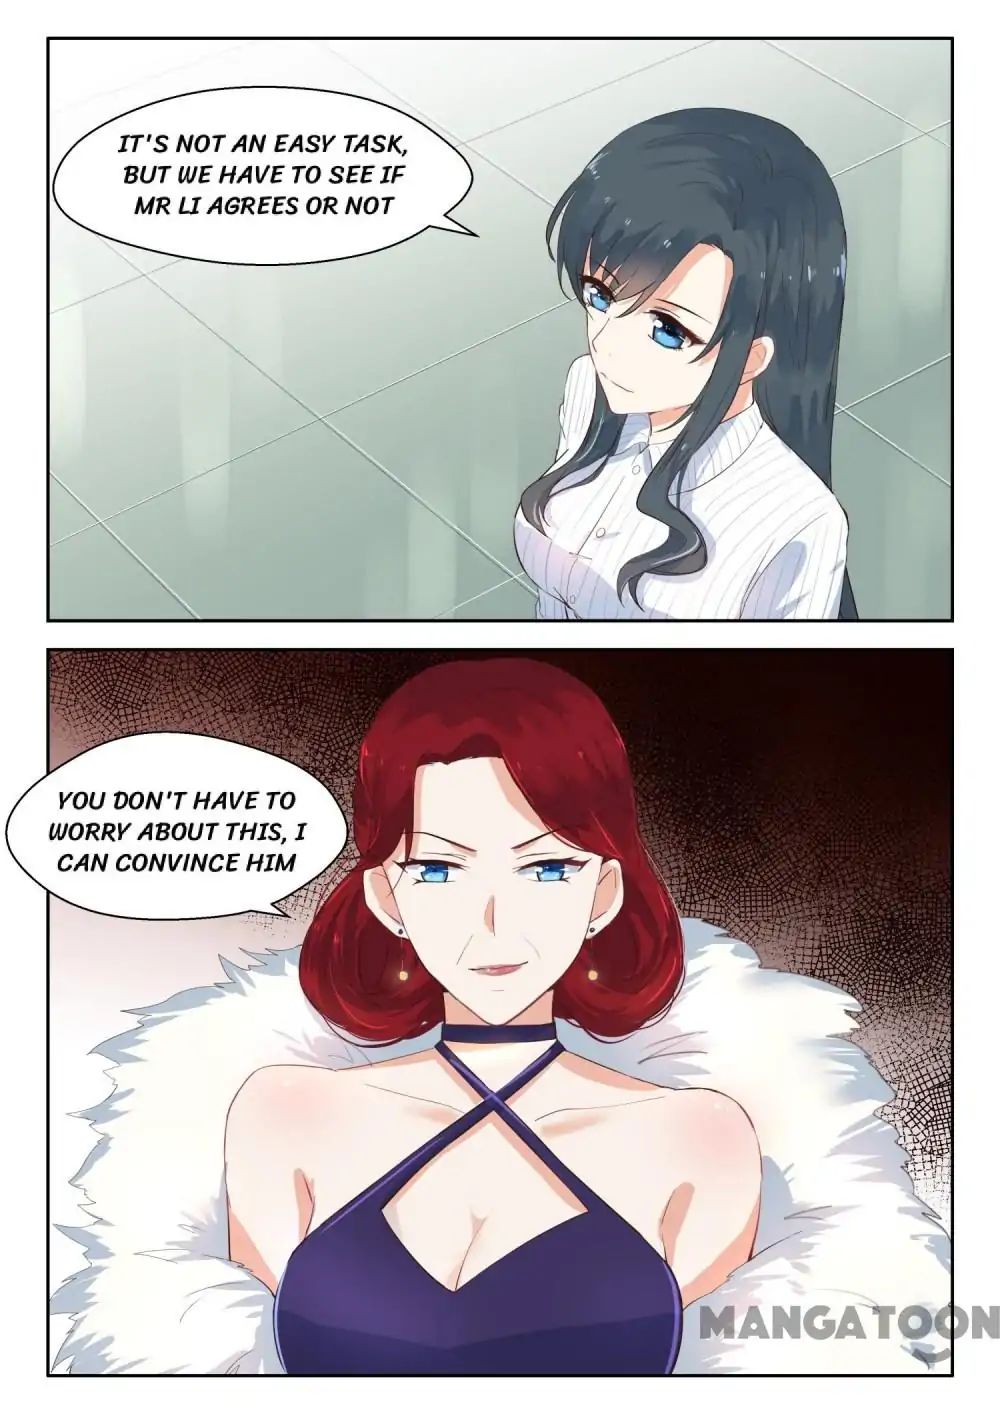 IT'S NOT AN EASY TASK,
BUT WE HAVE TO SEE IF
MR LI AGREES OR NOT
YOU DON'T HAVE TO
WORRY ABOUT THIS, I
CAN CONVINCE HIM
MANGATOON